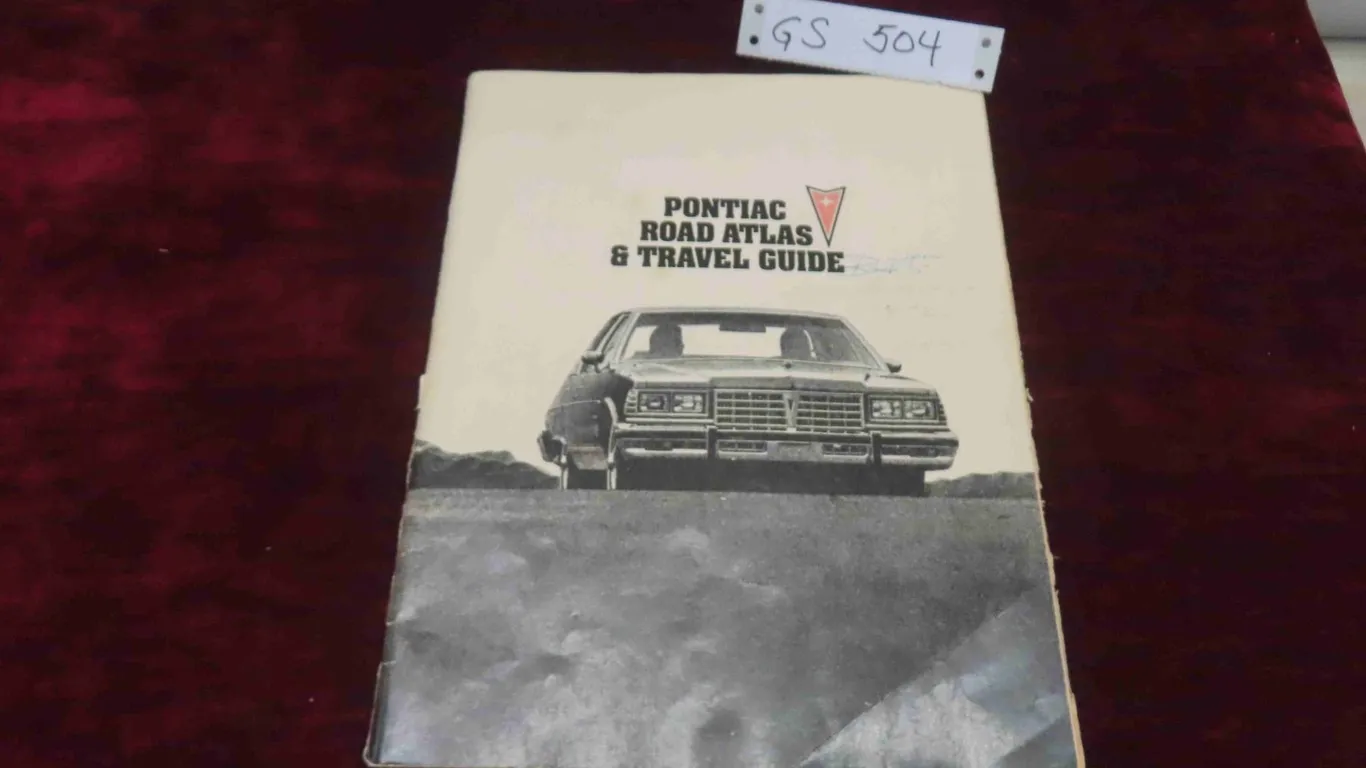 GS 504
PONTIAC
ROAD ATLAS
& TRAVEL GUIDE